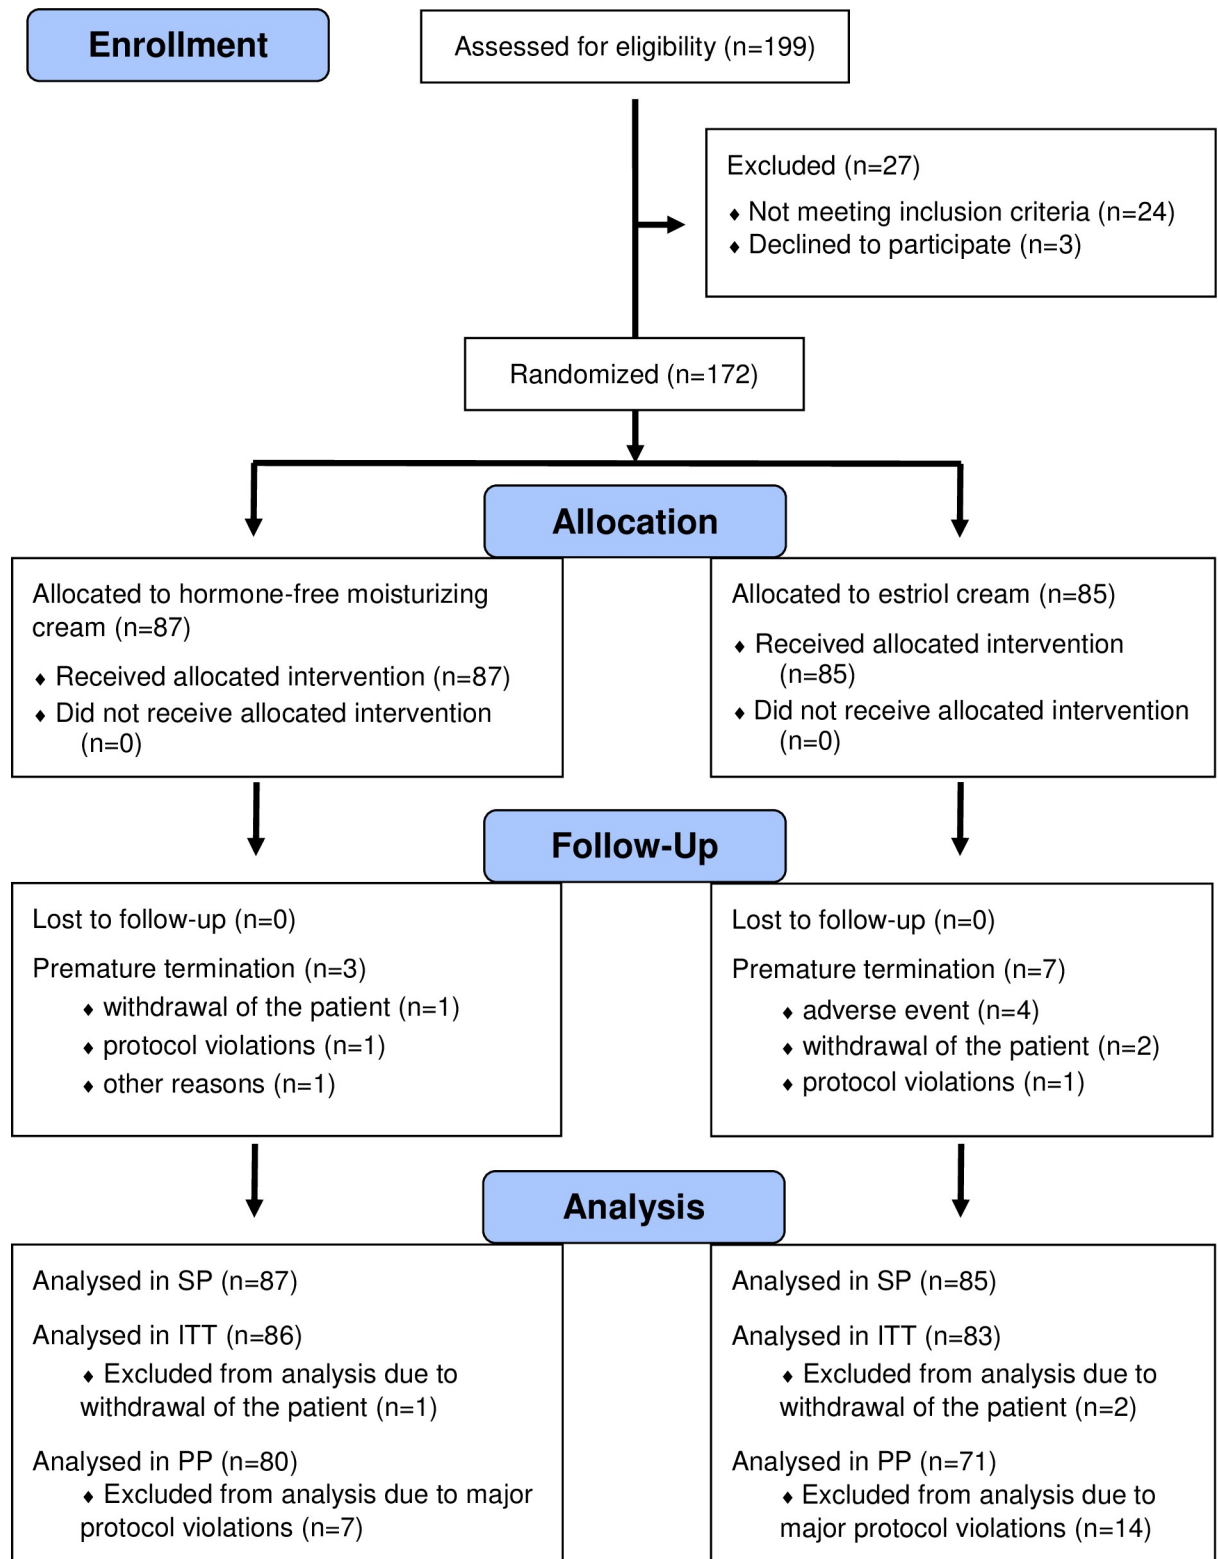 Enrollment
Assessed for eligibility (n=199)
Excluded (n=27)
♦ Not meeting inclusion criteria (n=24)
♦ Declined to participate (n=3)
Randomized (n=172)
Allocation
Allocated to hormone-free moisturizing
cream (n=87)
♦ Received allocated intervention (n=87)
♦ Did not receive allocated intervention
(n=0)
Allocated to estriol cream (n=85)
♦ Received allocated intervention
(n=85)
♦ Did not receive allocated intervention
(n=0)
Follow-Up
Lost to follow-up (n=0)
Premature termination (n=3)
♦ withdrawal of the patient (n=1)
♦ protocol violations (n=1)
♦ other reasons (n=1)
Lost to follow-up (n=0)
Premature termination (n=7)
♦ adverse event (n=4)
♦ withdrawal of the patient (n=2)
♦ protocol violations (n=1)
Analysis
Analysed in SP (n=87)
Analysed in ITT (n=86)
♦ Excluded from analysis due to
withdrawal of the patient (n=1)
Analysed in PP (n=80)
♦ Excluded from analysis due to major
protocol violations (n=7)
Analysed in SP (n=85)
Analysed in ITT (n=83)
♦ Excluded from analysis due to
withdrawal of the patient (n=2)
Analysed in PP (n=71)
♦ Excluded from analysis due to
major protocol violations (n=14)